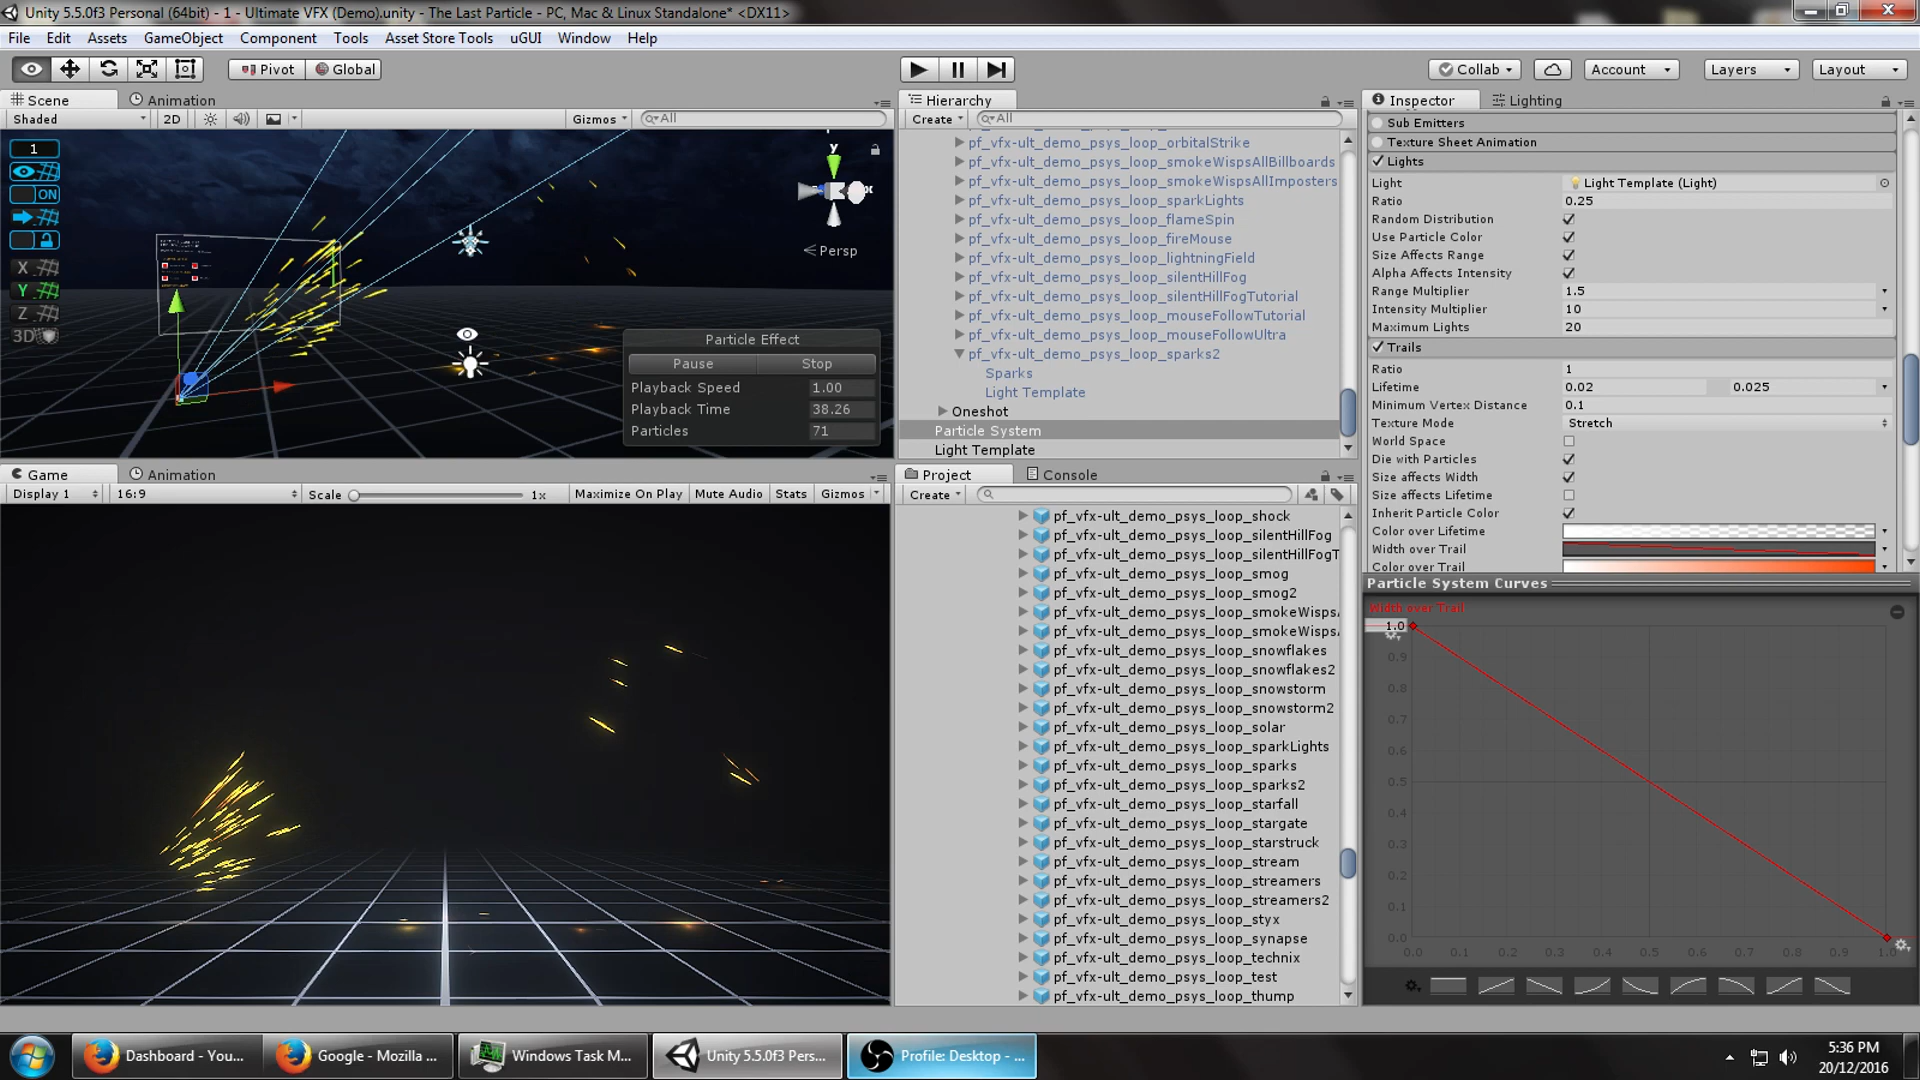 Unity 5.5.0f3 Personal (64bit) - 1 - Ultimate VFX (Demo).unity - The Last Particle - PC, Mac & Linux Standalone* <DX11>
File Edit Assets GameObject Component Tools Asset Store Tools uGUI Window Help
Pivot Global Collab Account Layers Layout
Scene Animation
Shaded 2D Gizmos All
1
ON
X
Y
Z
3D
y
x
Persp
Particle Effect
Pause Stop
Playback Speed 1.00
Playback Time 38.26
Particles 71
Game Animation
Display 1 16:9 Scale 1x Maximize On Play Mute Audio Stats Gizmos
Hierarchy
Create All
pf_vfx-ult_demo_psys_loop_orbitalStrike
pf_vfx-ult_demo_psys_loop_smokeWispsAllBillboards
pf_vfx-ult_demo_psys_loop_smokeWispsAllImposters
pf_vfx-ult_demo_psys_loop_sparkLights
pf_vfx-ult_demo_psys_loop_flameSpin
pf_vfx-ult_demo_psys_loop_fireMouse
pf_vfx-ult_demo_psys_loop_lightningField
pf_vfx-ult_demo_psys_loop_silentHillFog
pf_vfx-ult_demo_psys_loop_silentHillFogTutorial
pf_vfx-ult_demo_psys_loop_mouseFollowTutorial
pf_vfx-ult_demo_psys_loop_mouseFollowUltra
pf_vfx-ult_demo_psys_loop_sparks2
Sparks
Light Template
Oneshot
Particle System
Light Template
Project Console
Create
pf_vfx-ult_demo_psys_loop_shock
pf_vfx-ult_demo_psys_loop_silentHillFog
pf_vfx-ult_demo_psys_loop_silentHillFogT
pf_vfx-ult_demo_psys_loop_smog
pf_vfx-ult_demo_psys_loop_smog2
pf_vfx-ult_demo_psys_loop_smokeWisps
pf_vfx-ult_demo_psys_loop_smokeWisps
pf_vfx-ult_demo_psys_loop_snowflakes
pf_vfx-ult_demo_psys_loop_snowflakes2
pf_vfx-ult_demo_psys_loop_snowstorm
pf_vfx-ult_demo_psys_loop_snowstorm2
pf_vfx-ult_demo_psys_loop_solar
pf_vfx-ult_demo_psys_loop_sparkLights
pf_vfx-ult_demo_psys_loop_sparks
pf_vfx-ult_demo_psys_loop_sparks2
pf_vfx-ult_demo_psys_loop_starfall
pf_vfx-ult_demo_psys_loop_stargate
pf_vfx-ult_demo_psys_loop_starstruck
pf_vfx-ult_demo_psys_loop_stream
pf_vfx-ult_demo_psys_loop_streamers
pf_vfx-ult_demo_psys_loop_streamers2
pf_vfx-ult_demo_psys_loop_styx
pf_vfx-ult_demo_psys_loop_synapse
pf_vfx-ult_demo_psys_loop_technix
pf_vfx-ult_demo_psys_loop_test
pf_vfx-ult_demo_psys_loop_thump
Inspector Lighting
Sub Emitters
Texture Sheet Animation
Lights
Light Light Template (Light)
Ratio 0.25
Random Distribution
Use Particle Color
Size Affects Range
Alpha Affects Intensity
Range Multiplier 1.5
Intensity Multiplier 10
Maximum Lights 20
Trails
Ratio 1
Lifetime 0.02 0.025
Minimum Vertex Distance 0.1
Texture Mode Stretch
World Space
Die with Particles
Size affects Width
Size affects Lifetime
Inherit Particle Color
Color over Lifetime
Width over Trail
Color over Trail
Particle System Curves
Width over Trail
1.0
0.9
0.8
0.7
0.6
0.5
0.4
0.3
0.2
0.1
0.0
0.0 0.1 0.2 0.3 0.4 0.5 0.6 0.7 0.8 0.9 1.0
Dashboard - You... Google - Mozilla ... Windows Task M... Unity 5.5.0f3 Pers... Profile: Desktop - ...
5:36 PM
20/12/2016